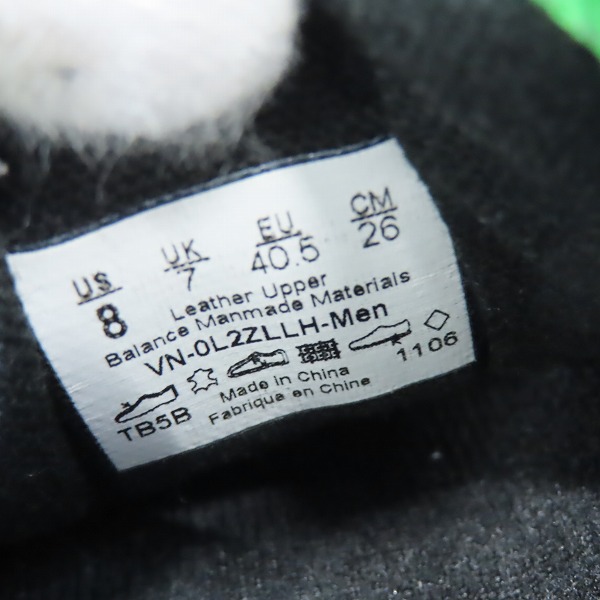 US UK EU CM
8 7 40.5 26
Leather Upper
Balance Manmade Materials
VN-0L2ZLLH-Men
TB5B 1106
Made in China
Fabrique en Chine